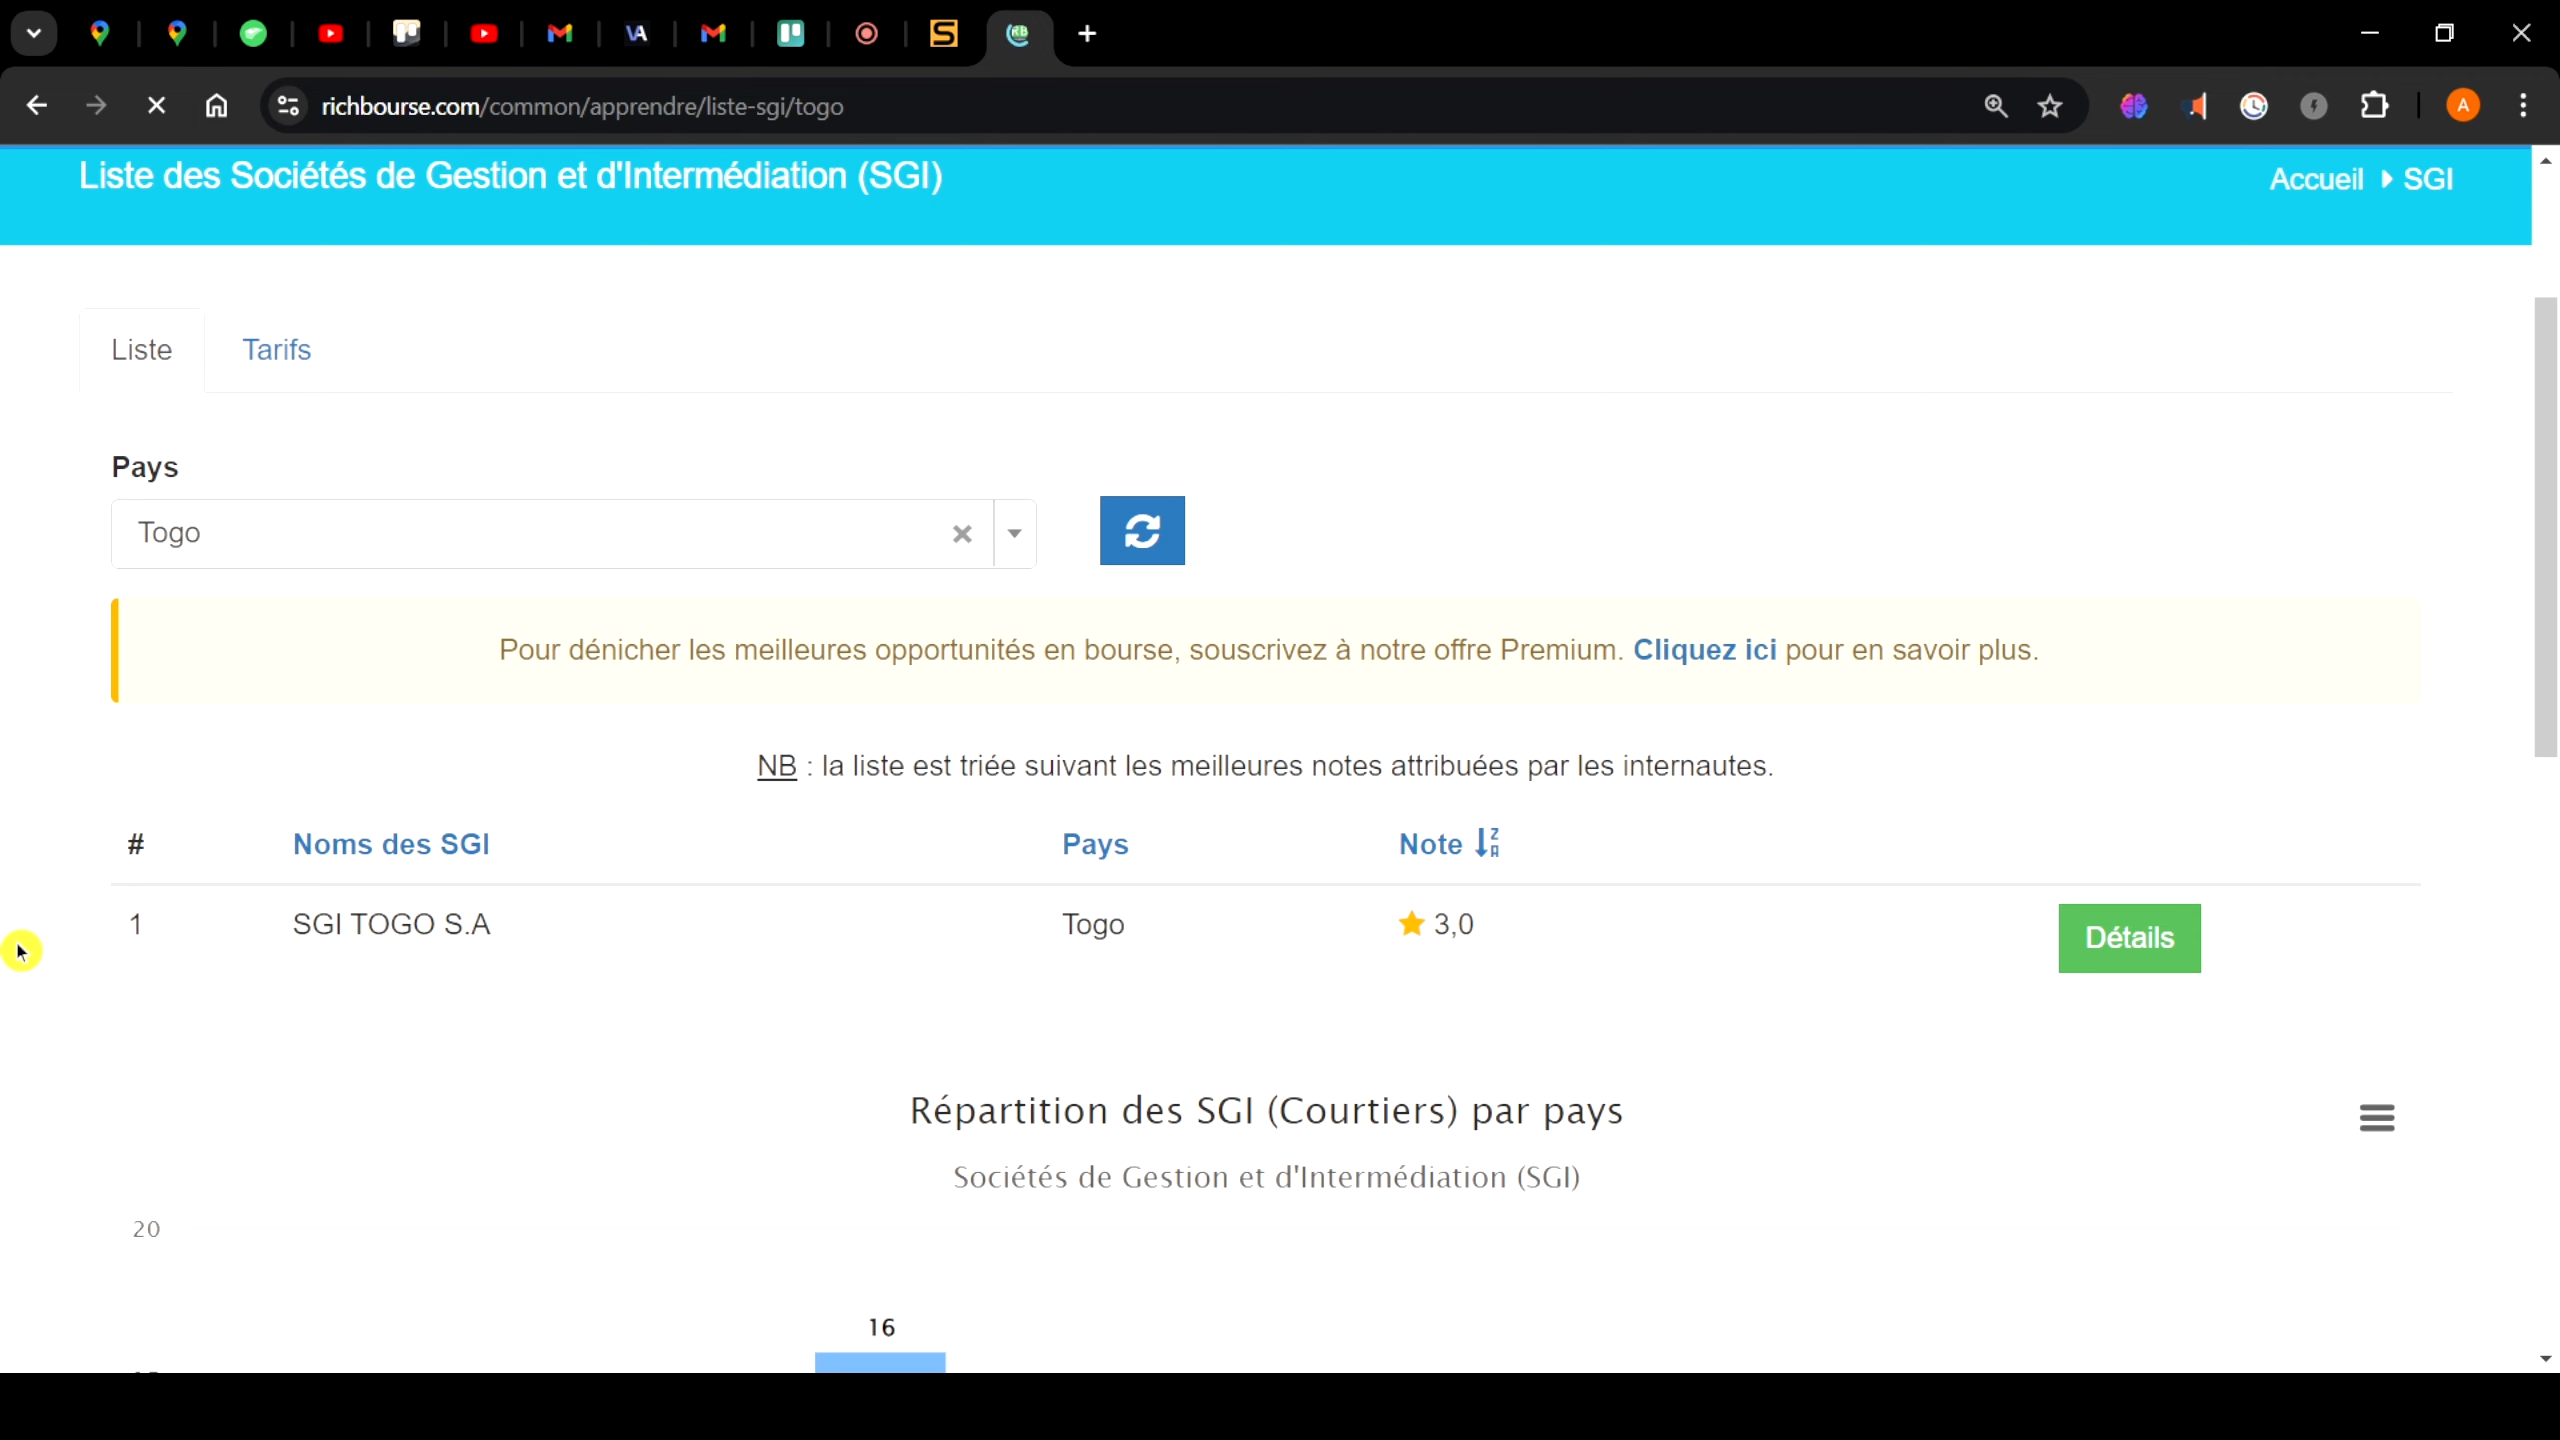 richbourse.com/common/apprendre/liste-sgi/togo
A
Liste des Sociétés de Gestion et d'Intermédiation (SGI)
Accueil SGI
Liste Tarifs
Pays
Togo
Pour dénicher les meilleures opportunités en bourse, souscrivez à notre offre Premium. Cliquez ici pour en savoir plus.
NB : la liste est triée suivant les meilleures notes attribuées par les internautes.
# Noms des SGI Pays Note
1 SGI TOGO S.A Togo 3,0 Détails
Répartition des SGI (Courtiers) par pays
Sociétés de Gestion et d'Intermédiation (SGI)
20
16